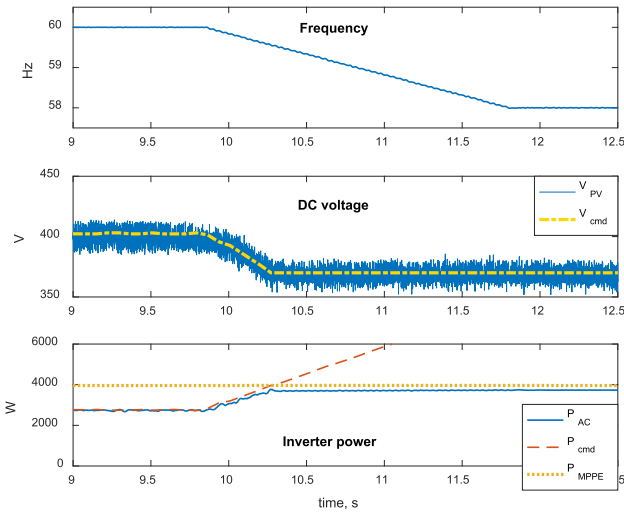 Frequency
Hz
60
59
58
9 9.5 10 10.5 11 11.5 12 12.5
DC voltage
V
450
400
350
V PV
V cmd
9 9.5 10 10.5 11 11.5 12 12.5
Inverter power
W
6000
4000
2000
0
P AC
P cmd
P MPPE
9 9.5 10 10.5 11 11.5 12 12.5
time, s